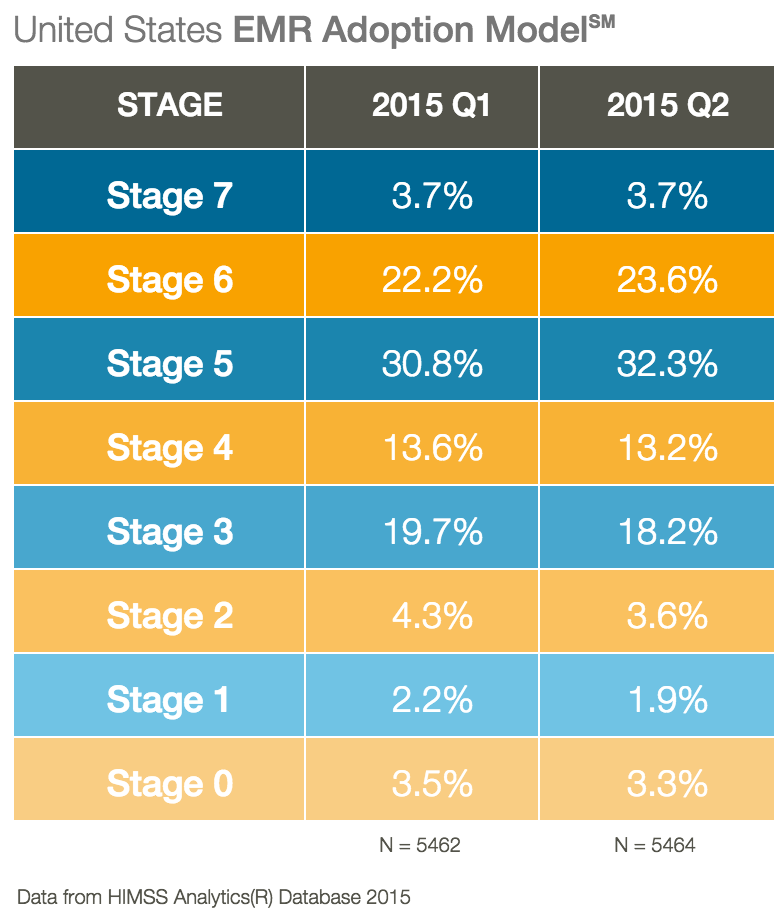 United States EMR Adoption Model℠
STAGE 2015 Q1 2015 Q2
Stage 7 3.7% 3.7%
Stage 6 22.2% 23.6%
Stage 5 30.8% 32.3%
Stage 4 13.6% 13.2%
Stage 3 19.7% 18.2%
Stage 2 4.3% 3.6%
Stage 1 2.2% 1.9%
Stage 0 3.5% 3.3%
N = 5462 N = 5464
Data from HIMSS Analytics(R) Database 2015